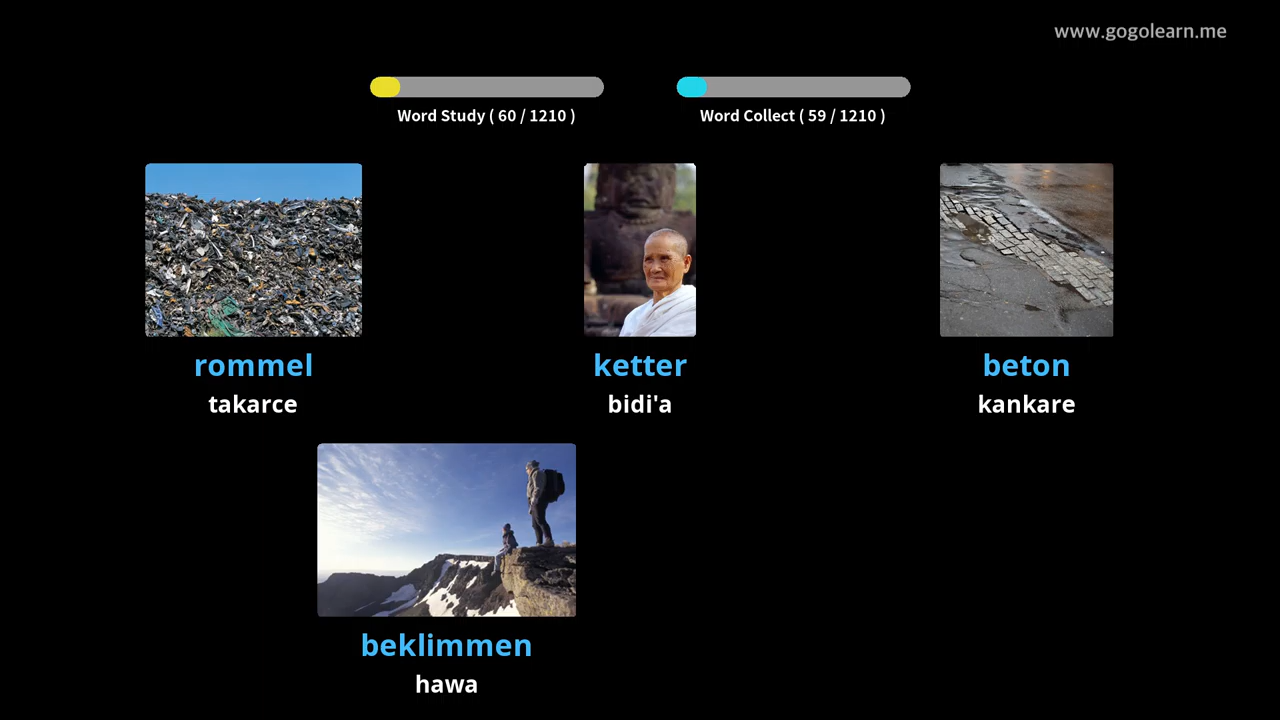 www.gogolearn.me
Word Study ( 60 / 1210 )
Word Collect ( 59 / 1210 )
rommel
takarce
ketter
bidi'a
beton
kankare
beklimmen
hawa